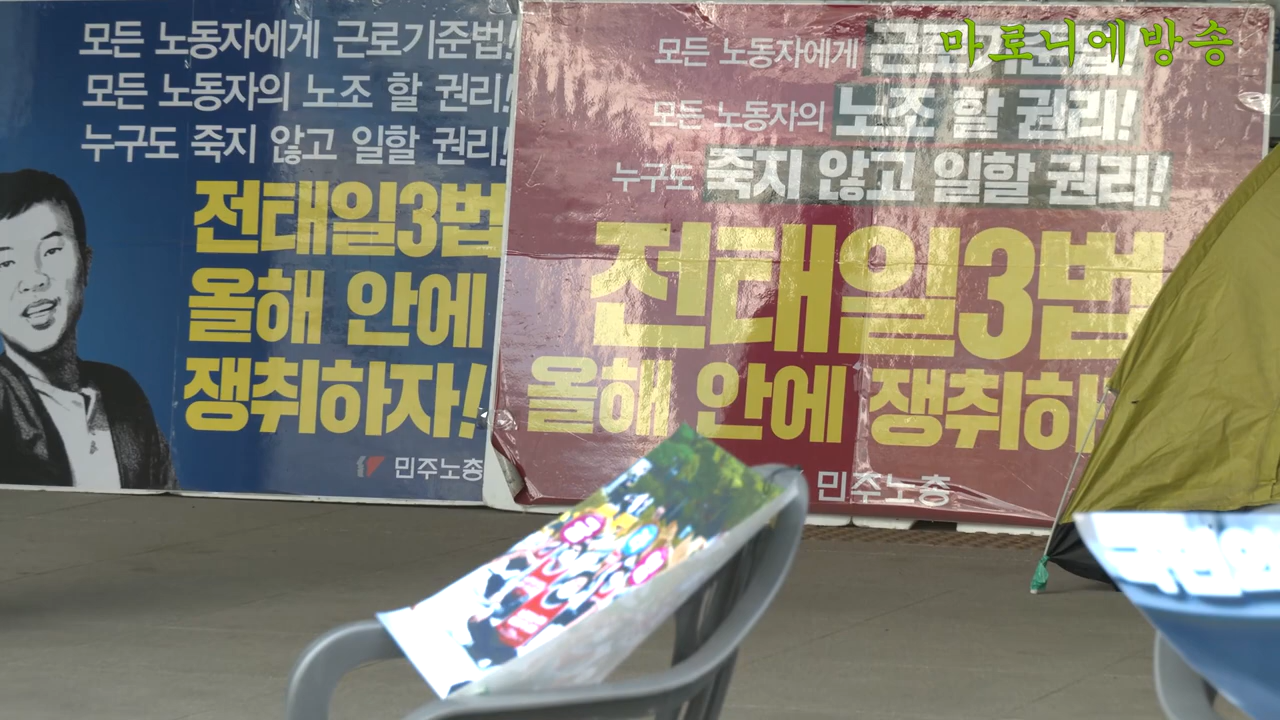 마로니에방송
모든 노동자에게 근로기준법!
모든 노동자의 노조 할 권리!
누구도 죽지 않고 일할 권리!
전태일3법
올해 안에
쟁취하자!
민주노총
모든 노동자에게
모든 노동자의 노조 할 권리!
누구도 죽지 않고 일할 권리!
전태일3법
올해 안에 쟁취하
민주노총